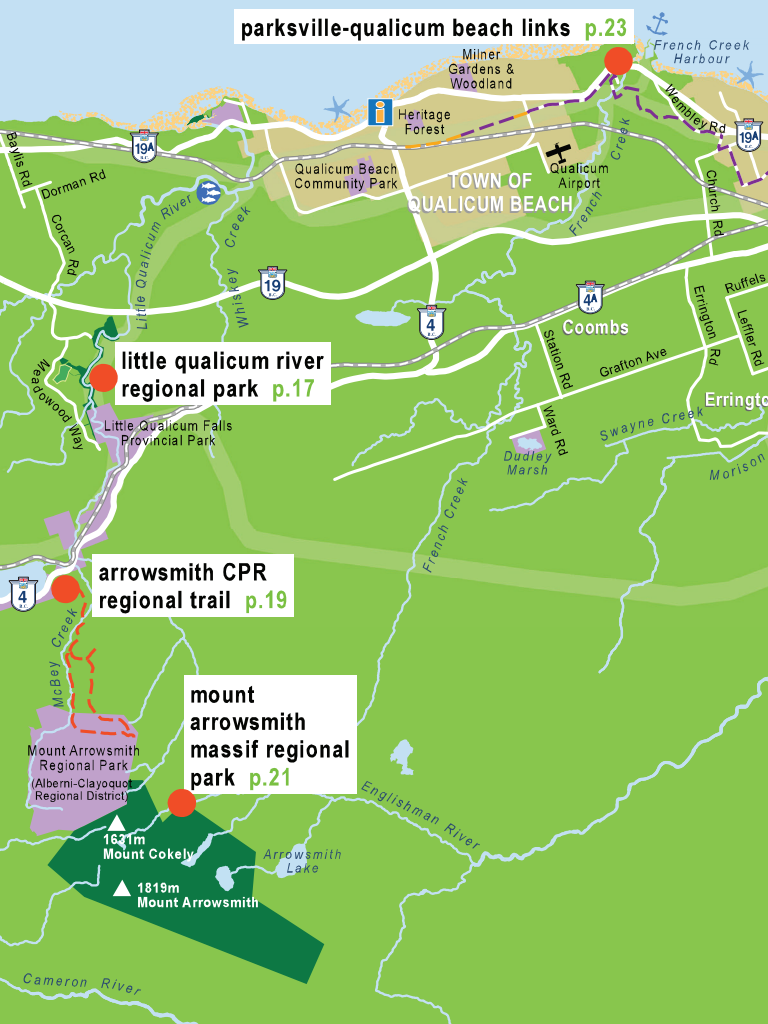 parksville-qualicum beach links p.23
French Creek
Harbour
Milner
Gardens &
Woodland
Wembley Rd
i
Heritage
Forest
19A
B.C.
19A
B.C.
Baylis Rd
Dorman Rd
Corcan Rd
Little Qualicum River
Whiskey Creek
Qualicum Beach
Community Park
TOWN OF
QUALICUM BEACH
Qualicum
Airport
French Creek
Church Rd
19
B.C.
4
B.C.
4A
B.C.
Coombs
Ruffels
Errington Rd
Leffler Rd
Station Rd
Grafton Ave
little qualicum river
regional park p.17
Meadowood Way
Little Qualicum Falls
Provincial Park
Ward Rd
Dudley
Marsh
Swayne Creek
Erringto
Morison
French Creek
4
B.C.
arrowsmith CPR
regional trail p.19
McBey Creek
mount
arrowsmith
massif regional
park p.21
Mount Arrowsmith
Regional Park
(Alberni-Clayoquot
Regional District)
Englishman River
1631m
Mount Cokely
Arrowsmith
Lake
1819m
Mount Arrowsmith
Cameron River